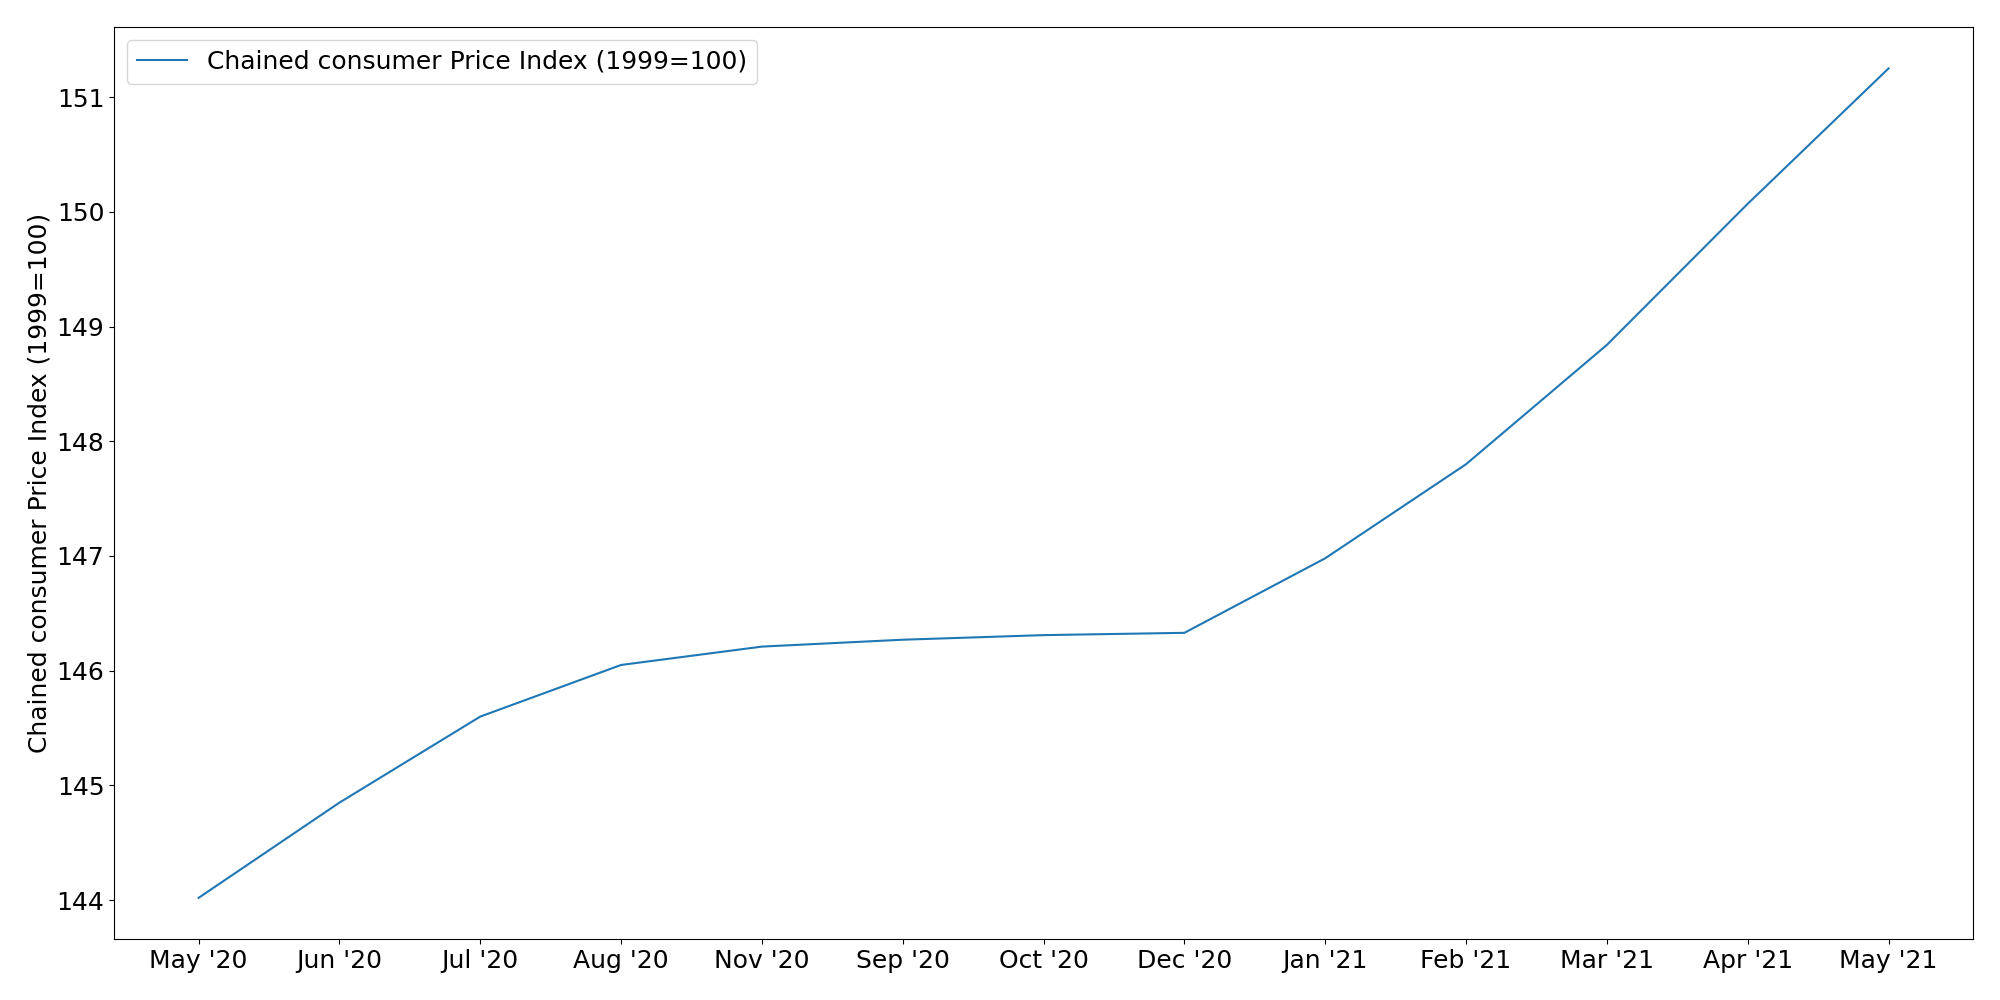 Chained consumer Price Index (1999=100)
Chained consumer Price Index (1999=100)
151
150
149
148
147
146
145
144
May '20 Jun '20 Jul '20 Aug '20 Nov '20 Sep '20 Oct '20 Dec '20 Jan '21 Feb '21 Mar '21 Apr '21 May '21